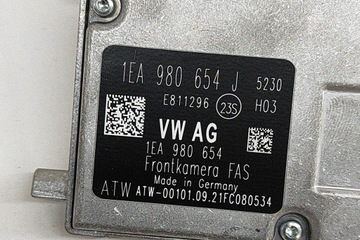 1EA 980 654 J 5230
E811296 23S H03
VW AG
1EA 980 654
Frontkamera FAS
Made in Germany
ATW ATW-00101.09.21FC080534